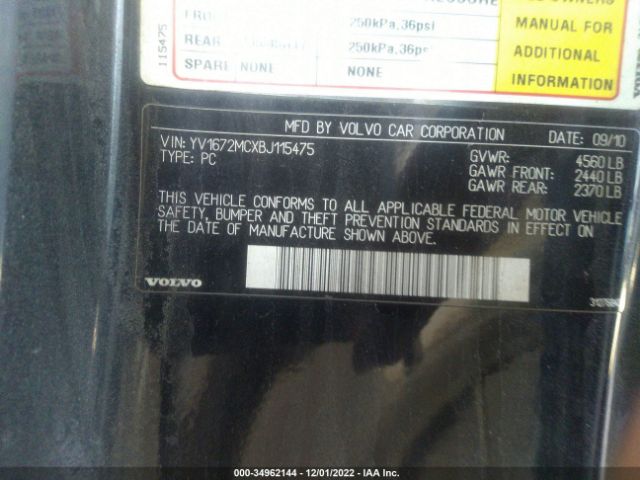 PRESSURE
OWNERS
FRONT 250kPa,36psi
MANUAL FOR
REAR 250kPa,36psi
ADDITIONAL
SPARE NONE NONE
INFORMATION
115475
VOLVO
MFD BY VOLVO CAR CORPORATION DATE: 09/10
VIN: YV1672MCXBJ115475
TYPE: PC
GVWR: 4560 LB
GAWR FRONT: 2440 LB
GAWR REAR: 2370 LB
THIS VEHICLE CONFORMS TO ALL APPLICABLE FEDERAL MOTOR VEHICLE
SAFETY, BUMPER AND THEFT PREVENTION STANDARDS IN EFFECT ON
THE DATE OF MANUFACTURE SHOWN ABOVE.
VOLVO
000-34962144 - 12/01/2022 - IAA Inc.